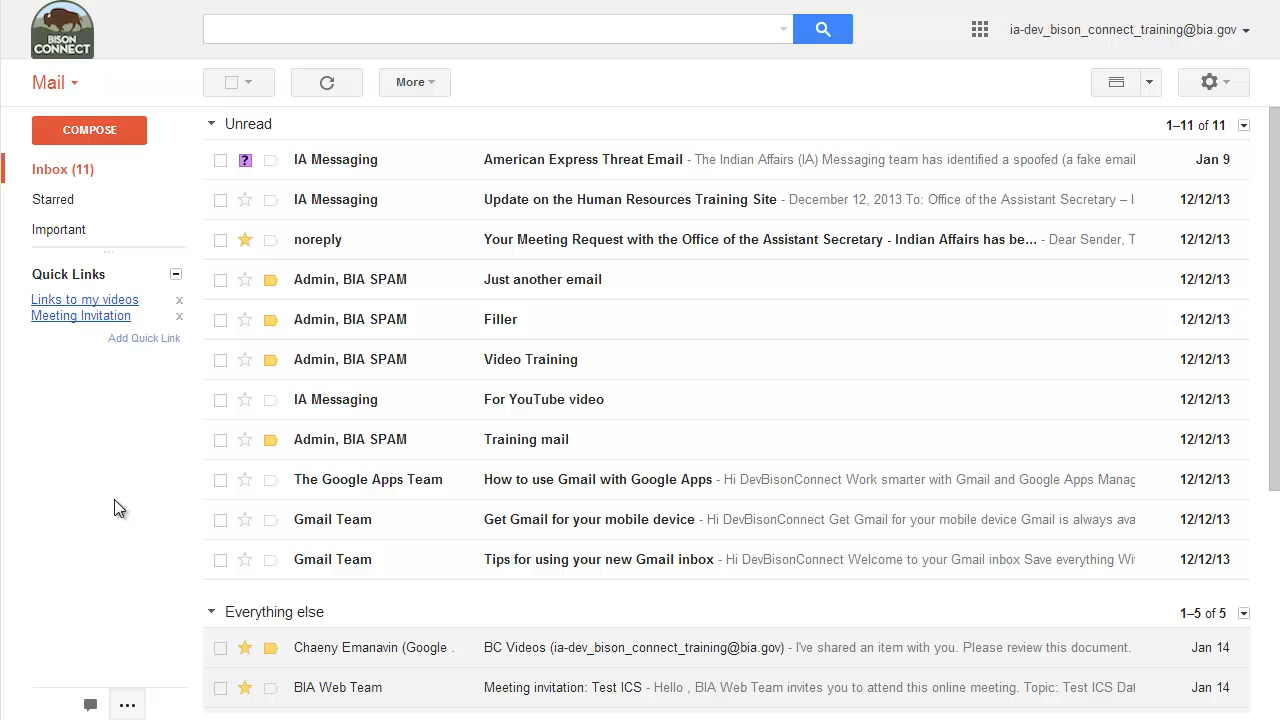 BISON
CONNECT
ia-dev_bison_connect_training@bia.gov
Mail
More
COMPOSE
Inbox (11)
Starred
Important
Quick Links
Links to my videos x
Meeting Invitation x
Add Quick Link
Unread 1–11 of 11
? IA Messaging American Express Threat Email - The Indian Affairs (IA) Messaging team has identified a spoofed (a fake email Jan 9
IA Messaging Update on the Human Resources Training Site - December 12, 2013 To: Office of the Assistant Secretary – I 12/12/13
noreply Your Meeting Request with the Office of the Assistant Secretary - Indian Affairs has be... - Dear Sender, T 12/12/13
Admin, BIA SPAM Just another email 12/12/13
Admin, BIA SPAM Filler 12/12/13
Admin, BIA SPAM Video Training 12/12/13
IA Messaging For YouTube video 12/12/13
Admin, BIA SPAM Training mail 12/12/13
The Google Apps Team How to use Gmail with Google Apps - Hi DevBisonConnect Work smarter with Gmail and Google Apps Manag 12/12/13
Gmail Team Get Gmail for your mobile device - Hi DevBisonConnect Get Gmail for your mobile device Gmail is always ava 12/12/13
Gmail Team Tips for using your new Gmail inbox - Hi DevBisonConnect Welcome to your Gmail inbox Save everything Wi 12/12/13
Everything else 1–5 of 5
Chaeny Emanavin (Google . BC Videos (ia-dev_bison_connect_training@bia.gov) - I've shared an item with you. Please review this document. Jan 14
BIA Web Team Meeting invitation: Test ICS - Hello , BIA Web Team invites you to attend this online meeting. Topic: Test ICS Dat Jan 14